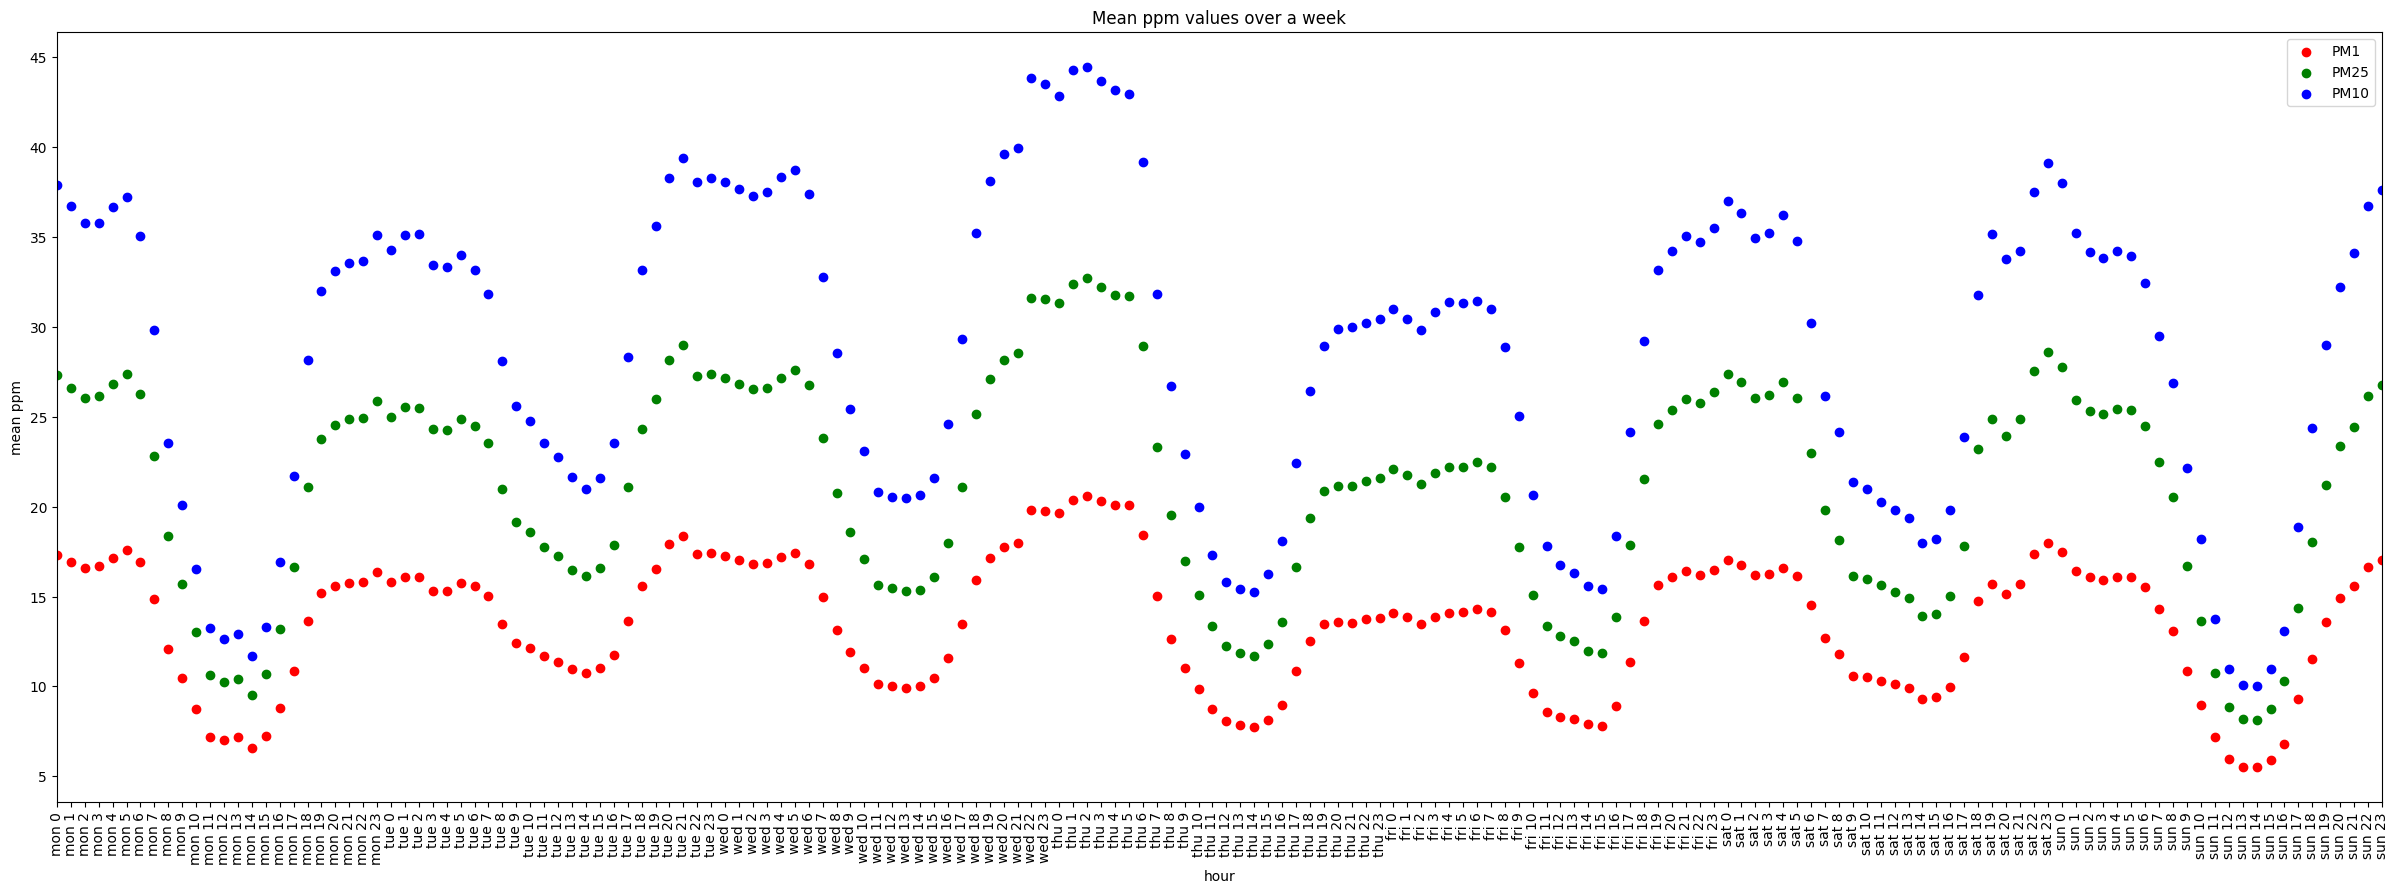 Mean ppm values over a week
PM1
PM25
PM10
mean ppm
45
40
35
30
25
20
15
10
5
mon 0
mon 1
mon 2
mon 3
mon 4
mon 5
mon 6
mon 7
mon 8
mon 9
mon 10
mon 11
mon 12
mon 13
mon 14
mon 15
mon 16
mon 17
mon 18
mon 19
mon 20
mon 21
mon 22
mon 23
tue 0
tue 1
tue 2
tue 3
tue 4
tue 5
tue 6
tue 7
tue 8
tue 9
tue 10
tue 11
tue 12
tue 13
tue 14
tue 15
tue 16
tue 17
tue 18
tue 19
tue 20
tue 21
tue 22
tue 23
wed 0
wed 1
wed 2
wed 3
wed 4
wed 5
wed 6
wed 7
wed 8
wed 9
wed 10
wed 11
wed 12
wed 13
wed 14
wed 15
wed 16
wed 17
wed 18
wed 19
wed 20
wed 21
wed 22
wed 23
thu 0
thu 1
thu 2
thu 3
thu 4
thu 5
thu 6
thu 7
thu 8
thu 9
thu 10
thu 11
thu 12
thu 13
thu 14
thu 15
thu 16
thu 17
thu 18
thu 19
thu 20
thu 21
thu 22
thu 23
fri 0
fri 1
fri 2
fri 3
fri 4
fri 5
fri 6
fri 7
fri 8
fri 9
fri 10
fri 11
fri 12
fri 13
fri 14
fri 15
fri 16
fri 17
fri 18
fri 19
fri 20
fri 21
fri 22
fri 23
sat 0
sat 1
sat 2
sat 3
sat 4
sat 5
sat 6
sat 7
sat 8
sat 9
sat 10
sat 11
sat 12
sat 13
sat 14
sat 15
sat 16
sat 17
sat 18
sat 19
sat 20
sat 21
sat 22
sat 23
sun 0
sun 1
sun 2
sun 3
sun 4
sun 5
sun 6
sun 7
sun 8
sun 9
sun 10
sun 11
sun 12
sun 13
sun 14
sun 15
sun 16
sun 17
sun 18
sun 19
sun 20
sun 21
sun 22
sun 23
hour